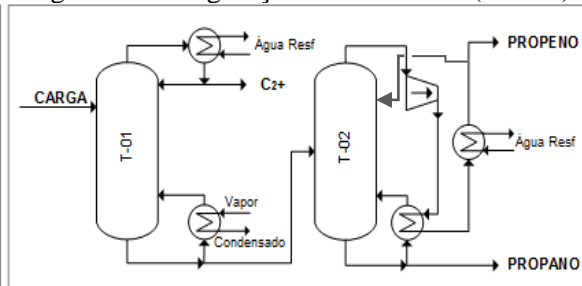 Água Resf
PROPENO
C2+
CARGA
T-01
T-02
Água Resf
Vapor
Condensado
PROPANO